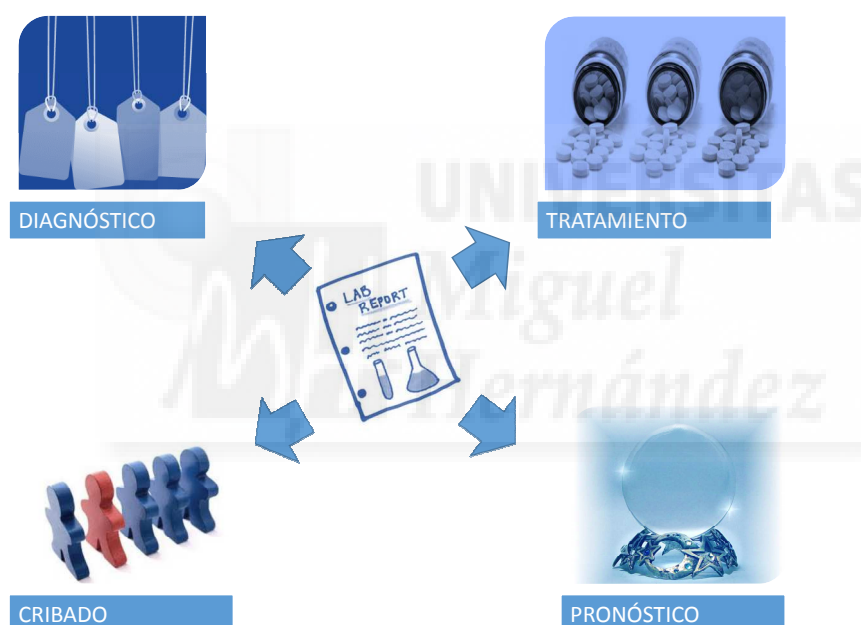 DIAGNÓSTICO
TRATAMIENTO
UNIVERSITAS
Miguel
Hernández
LAB
REPORT
CRIBADO
PRONÓSTICO